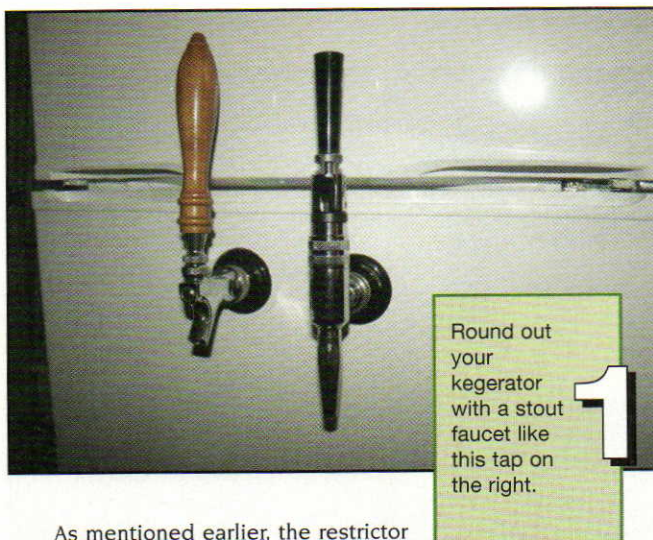 Round out
your
kegerator
with a stout
faucet like
this tap on
the right.
1
As mentioned earlier, the restrictor